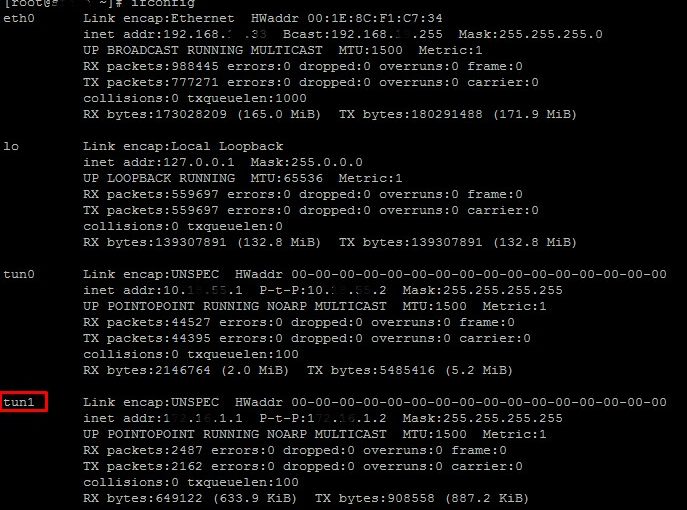 [root@ ~]# ifconfig
eth0 Link encap:Ethernet HWaddr 00:1E:8C:F1:C7:34
inet addr:192.168. .33 Bcast:192.168. .255 Mask:255.255.255.0
UP BROADCAST RUNNING MULTICAST MTU:1500 Metric:1
RX packets:988445 errors:0 dropped:0 overruns:0 frame:0
TX packets:777271 errors:0 dropped:0 overruns:0 carrier:0
collisions:0 txqueuelen:1000
RX bytes:173028209 (165.0 MiB) TX bytes:180291488 (171.9 MiB)
lo Link encap:Local Loopback
inet addr:127.0.0.1 Mask:255.0.0.0
UP LOOPBACK RUNNING MTU:65536 Metric:1
RX packets:559697 errors:0 dropped:0 overruns:0 frame:0
TX packets:559697 errors:0 dropped:0 overruns:0 carrier:0
collisions:0 txqueuelen:0
RX bytes:139307891 (132.8 MiB) TX bytes:139307891 (132.8 MiB)
tun0 Link encap:UNSPEC HWaddr 00-00-00-00-00-00-00-00-00-00-00-00-00-00-00-00
inet addr:10. .1 P-t-P:10. .2 Mask:255.255.255.255
UP POINTOPOINT RUNNING NOARP MULTICAST MTU:1500 Metric:1
RX packets:44527 errors:0 dropped:0 overruns:0 frame:0
TX packets:44395 errors:0 dropped:0 overruns:0 carrier:0
collisions:0 txqueuelen:100
RX bytes:2146764 (2.0 MiB) TX bytes:5485416 (5.2 MiB)
tun1 Link encap:UNSPEC HWaddr 00-00-00-00-00-00-00-00-00-00-00-00-00-00-00-00
inet addr:1 .1.1 P-t-P:1 .1.2 Mask:255.255.255.255
UP POINTOPOINT RUNNING NOARP MULTICAST MTU:1500 Metric:1
RX packets:2487 errors:0 dropped:0 overruns:0 frame:0
TX packets:2162 errors:0 dropped:0 overruns:0 carrier:0
collisions:0 txqueuelen:100
RX bytes:649122 (633.9 KiB) TX bytes:908558 (887.2 KiB)